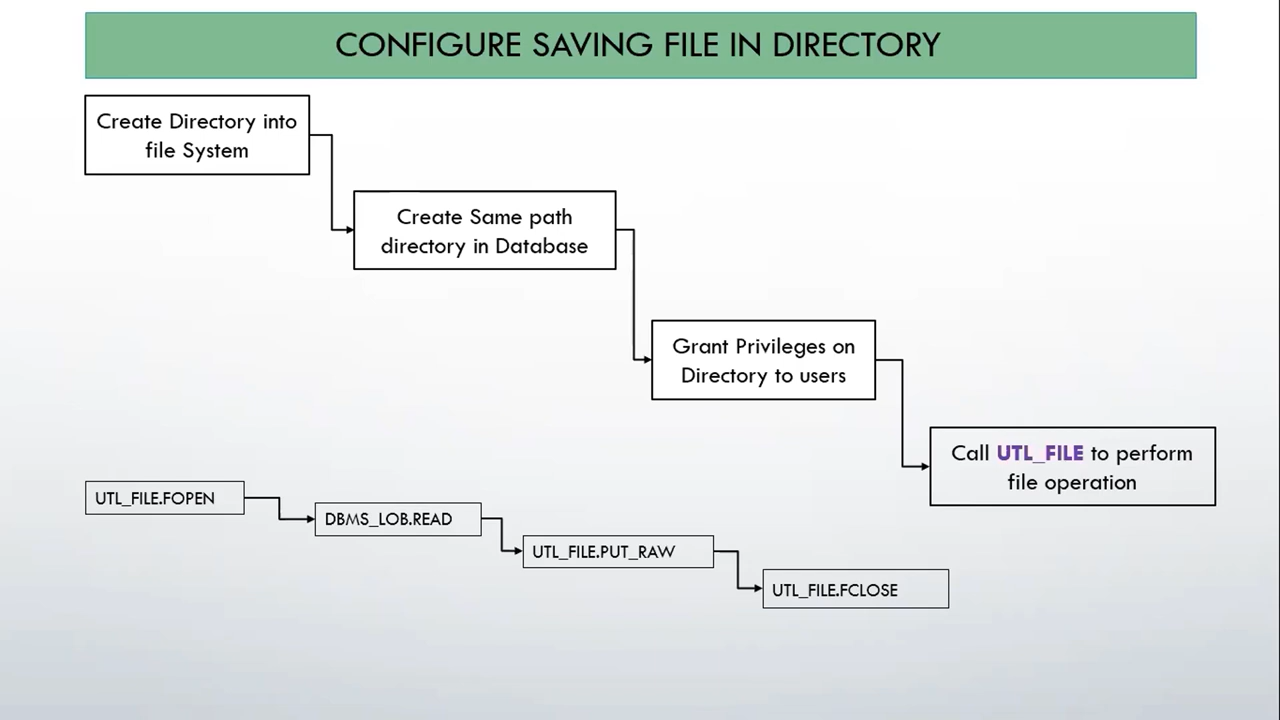 CONFIGURE SAVING FILE IN DIRECTORY
Create Directory into
file System
Create Same path
directory in Database
Grant Privileges on
Directory to users
Call UTL_FILE to perform
file operation
UTL_FILE.FOPEN
DBMS_LOB.READ
UTL_FILE.PUT_RAW
UTL_FILE.FCLOSE